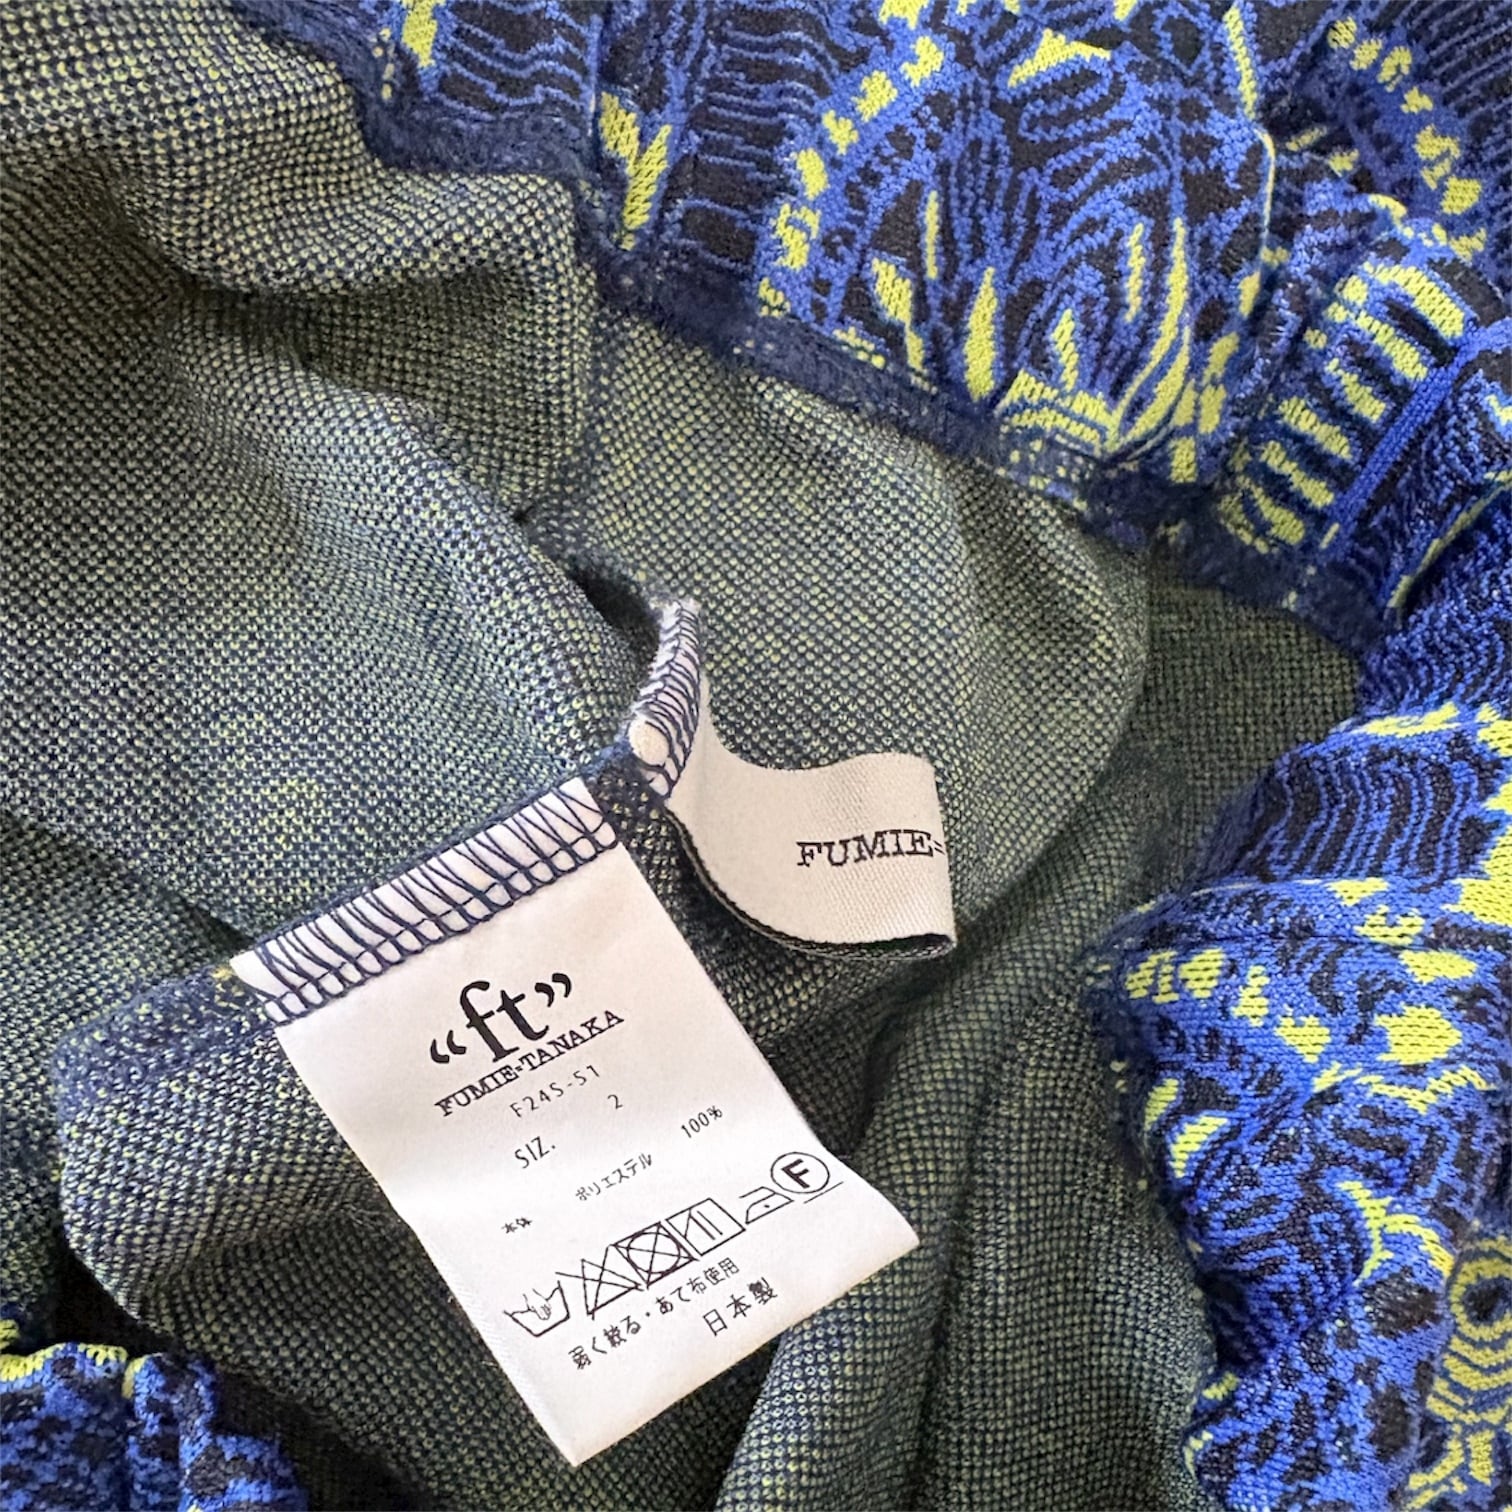 FUMIE=
“ft”
FUMIE=TANAKA
F24S-51
SIZ. 2
本体 ポリエステル 100%
F
弱く絞る・あて布使用
日本製